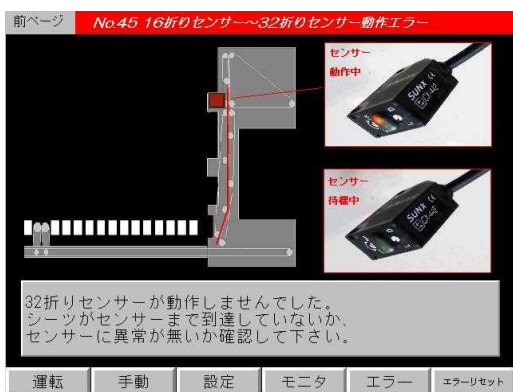 前ページ
No.45 16折りセンサー～32折りセンサー動作エラー
センサー
動作中
SUNX
CX-442
センサー
待機中
SUNX
CX-442
32折りセンサーが動作しませんでした。
シーツがセンサーまで到達していないか、
センサーに異常が無いか確認して下さい。
運転
手動
設定
モニタ
エラー
エラーリセット